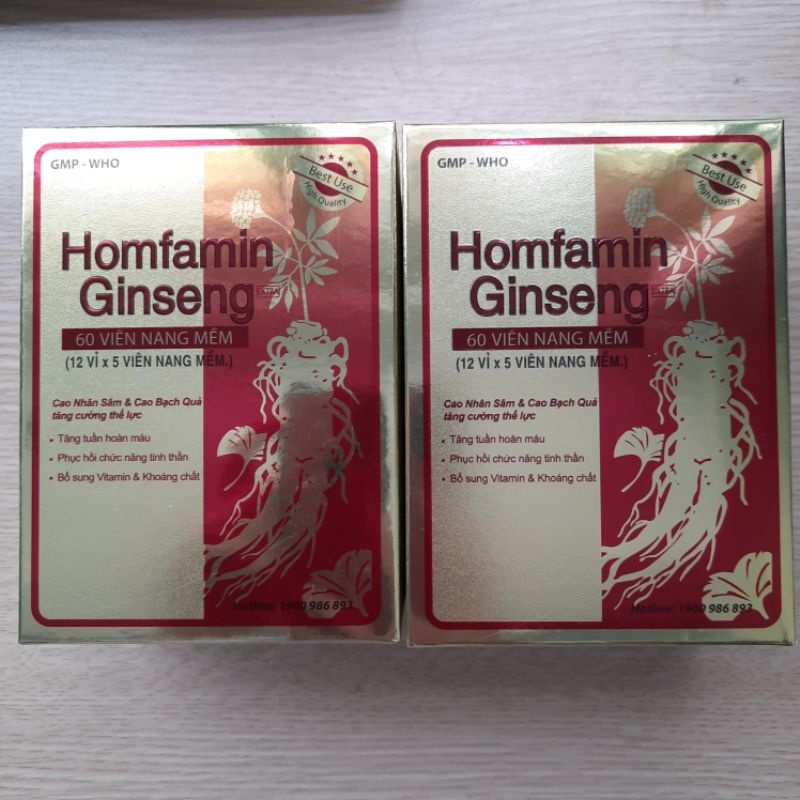 GMP - WHO
Best Use
High Quality
Homfamin
Ginseng
EXTRA
60 VIÊN NANG MỀM
(12 VỈ x 5 VIÊN NANG MỀM.)
Cao Nhân Sâm & Cao Bạch Quả
tăng cường thể lực
• Tăng tuần hoàn máu
• Phục hồi chức năng tinh thần
• Bổ sung Vitamin & Khoáng chất
Hotline: 1900 986 893
GMP - WHO
Best Use
High Quality
Homfamin
Ginseng
EXTRA
60 VIÊN NANG MỀM
(12 VỈ x 5 VIÊN NANG MỀM.)
Cao Nhân Sâm & Cao Bạch Quả
tăng cường thể lực
• Tăng tuần hoàn máu
• Phục hồi chức năng tinh thần
• Bổ sung Vitamin & Khoáng chất
Hotline: 1900 986 893